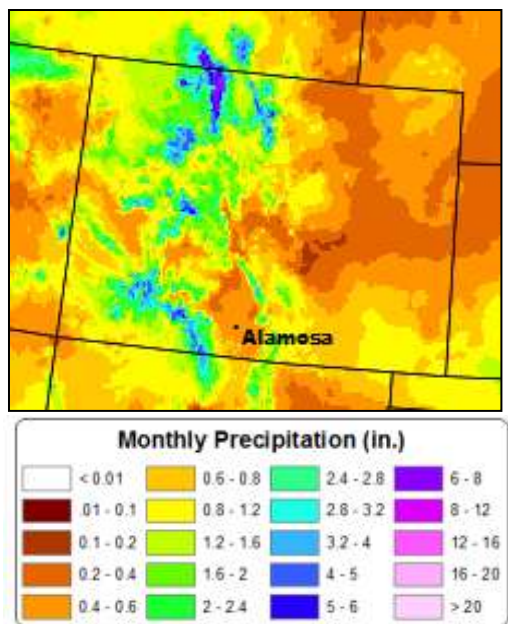 Alamosa
Monthly Precipitation (in.)
< 0.01 0.6 - 0.8 2.4 - 2.8 6 - 8
.01 - 0.1 0.8 - 1.2 2.8 - 3.2 8 - 12
0.1 - 0.2 1.2 - 1.6 3.2 - 4 12 - 16
0.2 - 0.4 1.6 - 2 4 - 5 16 - 20
0.4 - 0.6 2 - 2.4 5 - 6 > 20